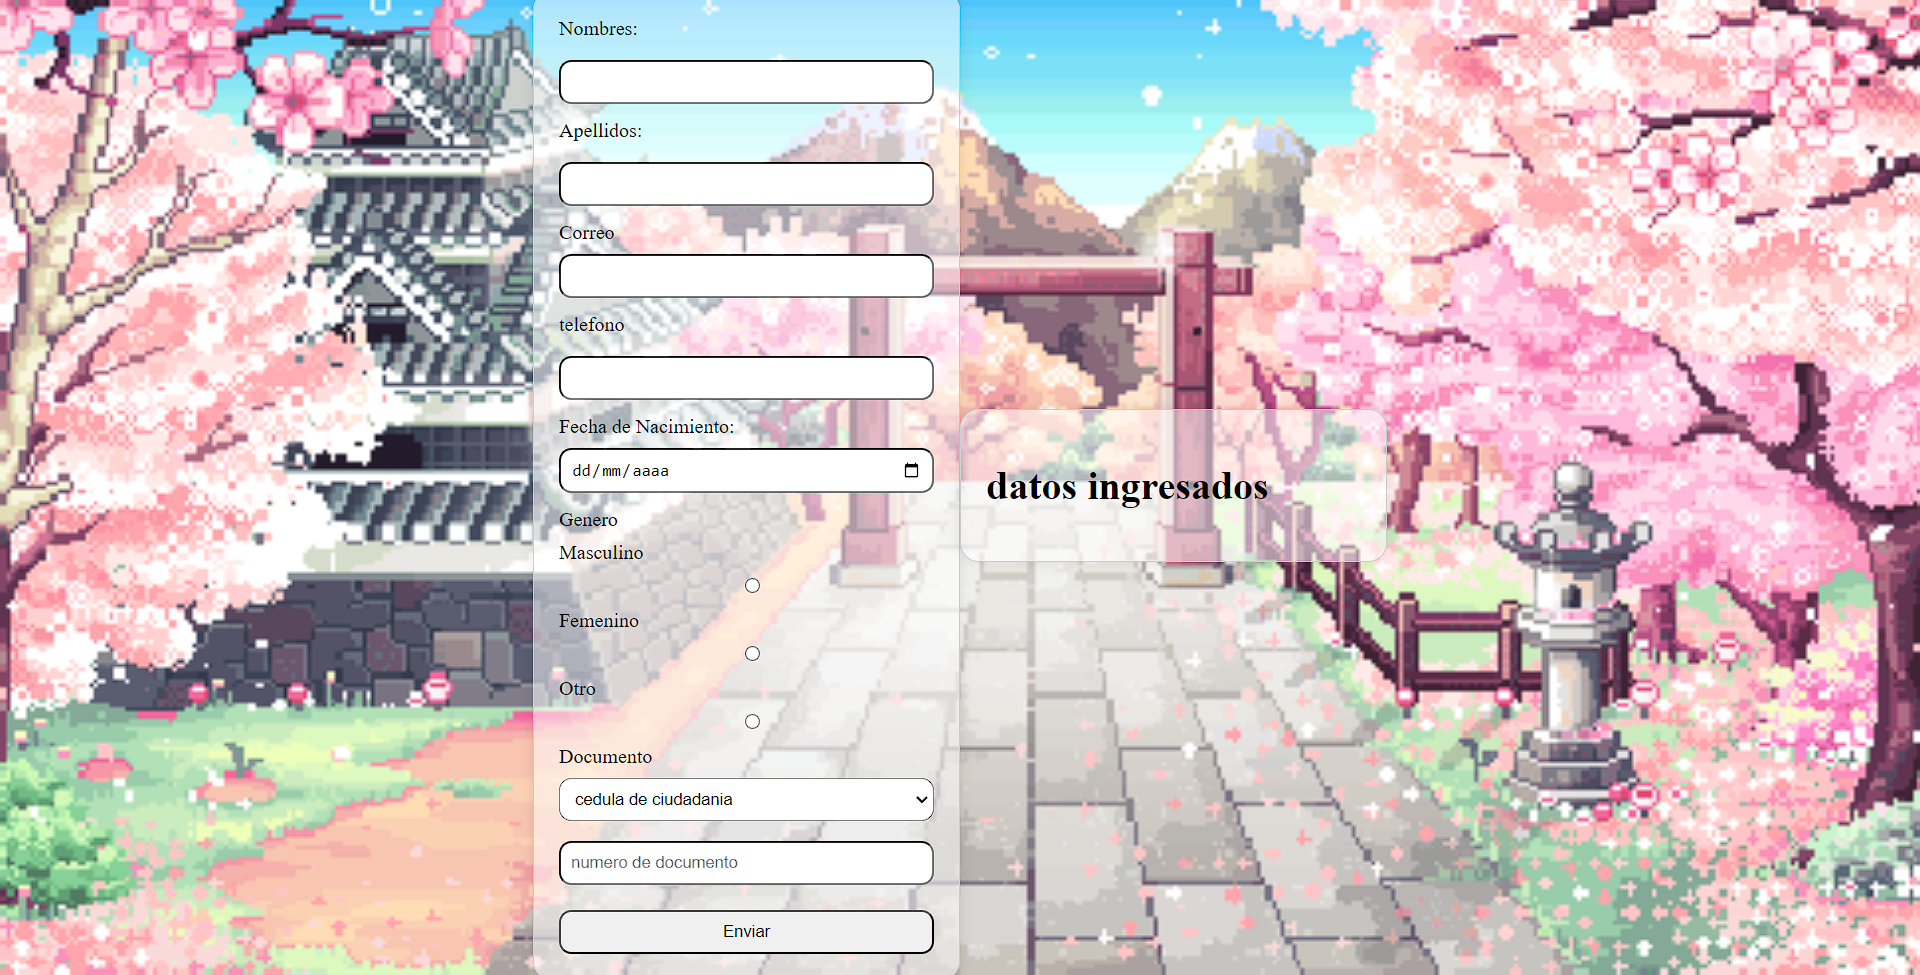 Nombres:
Apellidos:
Correo
telefono
Fecha de Nacimiento:
dd/mm/aaaa
Genero
Masculino
Femenino
Otro
Documento
cedula de ciudadania
numero de documento
Enviar
datos ingresados